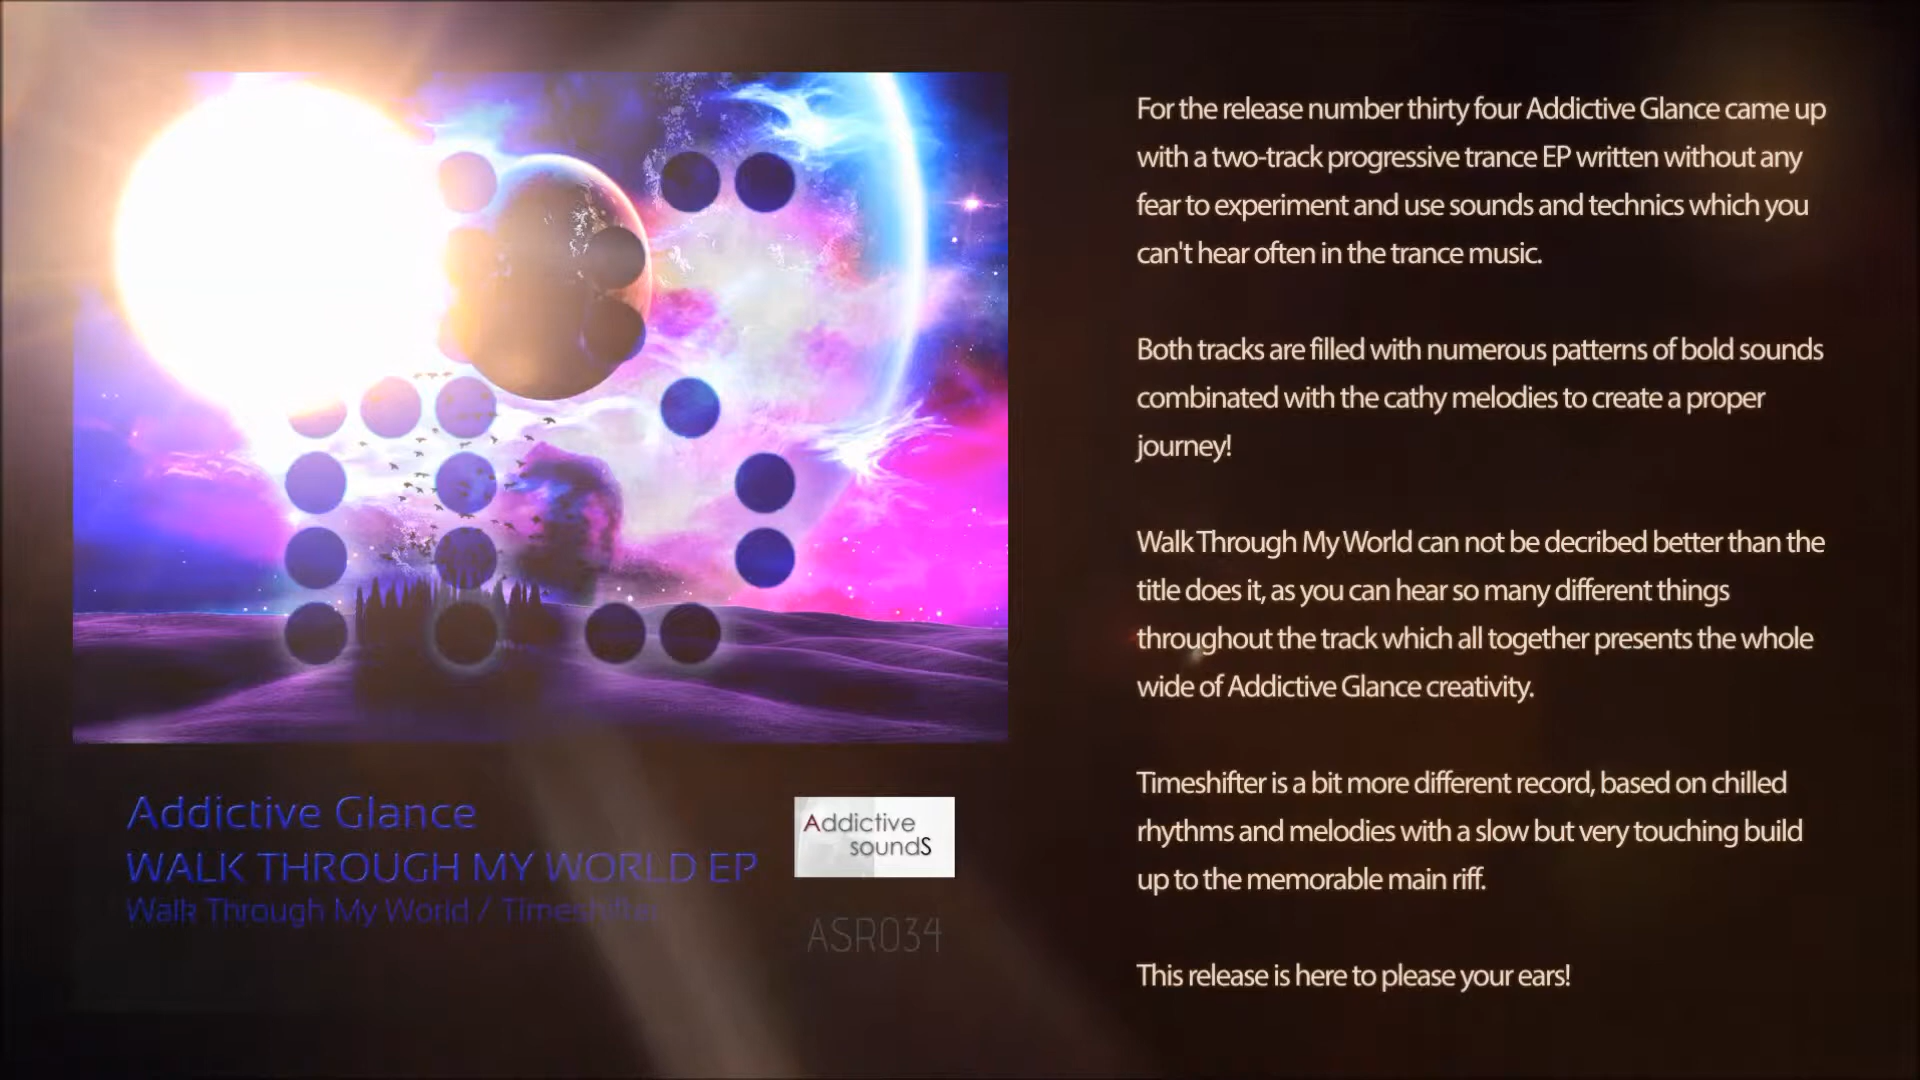 For the release number thirty four Addictive Glance came up
with a two-track progressive trance EP written without any
fear to experiment and use sounds and technics which you
can't hear often in the trance music.
Both tracks are filled with numerous patterns of bold sounds
combinated with the cathy melodies to create a proper
journey!
Walk Through My World can not be decribed better than the
title does it, as you can hear so many different things
throughout the track which all together presents the whole
wide of Addictive Glance creativity.
Timeshifter is a bit more different record, based on chilled
rhythms and melodies with a slow but very touching build
up to the memorable main riff.
This release is here to please your ears!
Addictive Glance
WALK THROUGH MY WORLD EP
Walk Through My World / Timeshifter
Addictive
soundS
ASR034